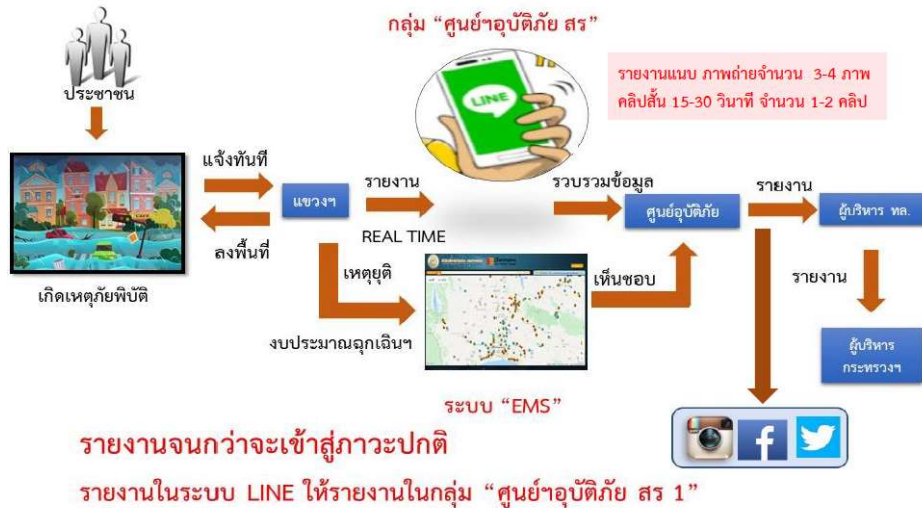 กลุ่ม “ศูนย์ฯอุบัติภัย สร”
รายงานแนบ ภาพถ่ายจำนวน 3-4 ภาพ
คลิปสั้น 15-30 วินาที จำนวน 1-2 คลิป
ประชาชน
LINE
แจ้งทันที
แขวงฯ
รายงาน
รวบรวมข้อมูล
ศูนย์อุบัติภัย
รายงาน
ผู้บริหาร ทล.
ลงพื้นที่
REAL TIME
เกิดเหตุภัยพิบัติ
เหตุยุติ
เห็นชอบ
รายงาน
งบประมาณฉุกเฉินฯ
ผู้บริหาร
กระทรวงฯ
ระบบ “EMS”
รายงานจนกว่าจะเข้าสู่ภาวะปกติ
รายงานในระบบ LINE ให้รายงานในกลุ่ม “ศูนย์ฯอุบัติภัย สร 1”